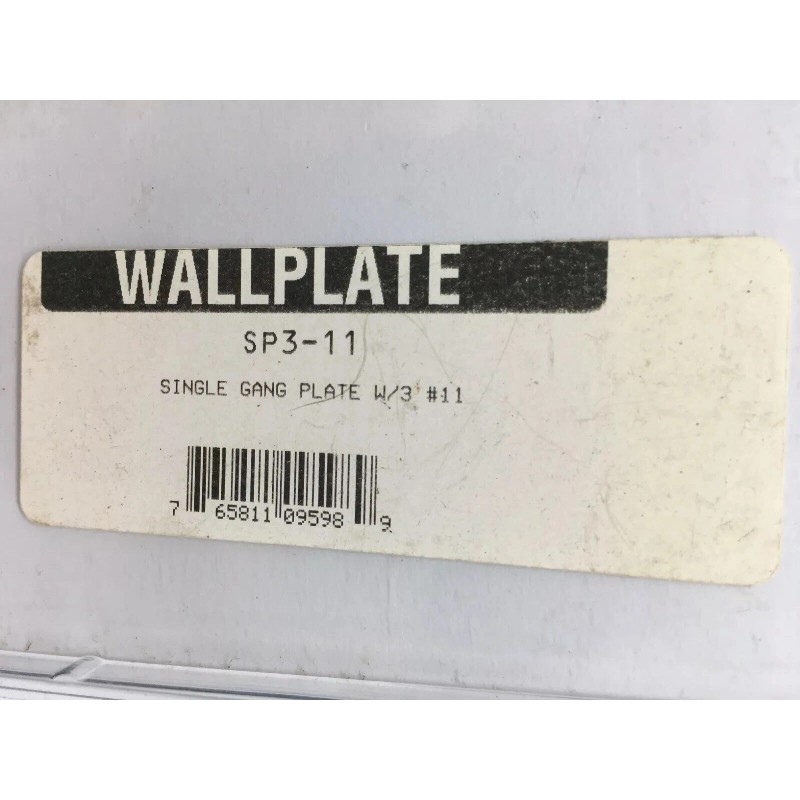 WALLPLATE
SP3-11
SINGLE GANG PLATE W/3 #11
7 65811 09598 9